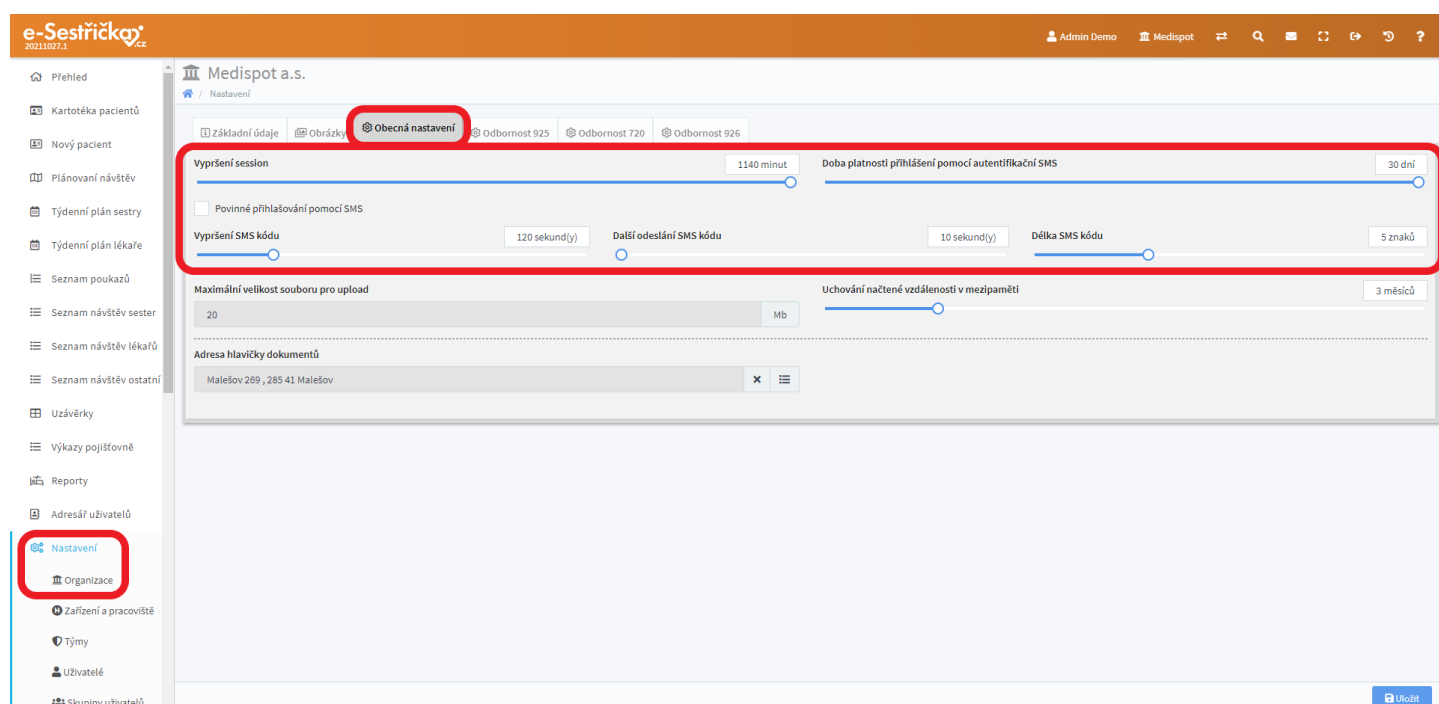 e-Sestřička.cz
20211027.1
Admin Demo
Medispot
?
Přehled
Kartotéka pacientů
Nový pacient
Plánovaní návštěv
Týdenní plán sestry
Týdenní plán lékaře
Seznam poukazů
Seznam návštěv sester
Seznam návštěv lékařů
Seznam návštěv ostatní
Uzávěrky
Výkazy pojišťovně
Reporty
Adresář uživatelů
Nastavení
Organizace
Zařízení a pracoviště
Týmy
Uživatelé
Skupiny uživatelů
Medispot a.s.
/ Nastavení
Základní údaje
Obrázky
Obecná nastavení
Odbornost 925
Odbornost 720
Odbornost 926
Vypršení session
1140 minut
Doba platnosti přihlášení pomocí autentifikační SMS
30 dní
Povinné přihlašování pomocí SMS
Vypršení SMS kódu
120 sekund(y)
Další odeslání SMS kódu
10 sekund(y)
Délka SMS kódu
5 znaků
Maximální velikost souboru pro upload
20
Mb
Uchování načtené vzdálenosti v mezipaměti
3 měsíců
Adresa hlavičky dokumentů
Malešov 269 , 285 41 Malešov
Uložit